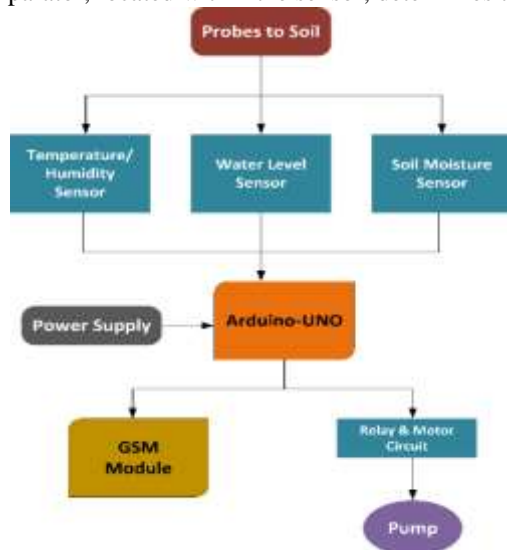 Probes to Soil
Temperature/
Humidity
Sensor
Water Level
Sensor
Soil Moisture
Sensor
Power Supply
Arduino-UNO
GSM
Module
Relay & Motor
Circuit
Pump